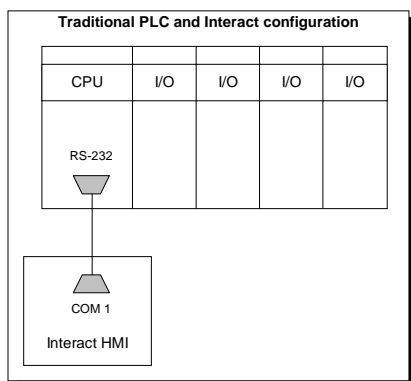 Traditional PLC and Interact configuration
CPU I/O I/O I/O I/O
RS-232
COM 1
Interact HMI